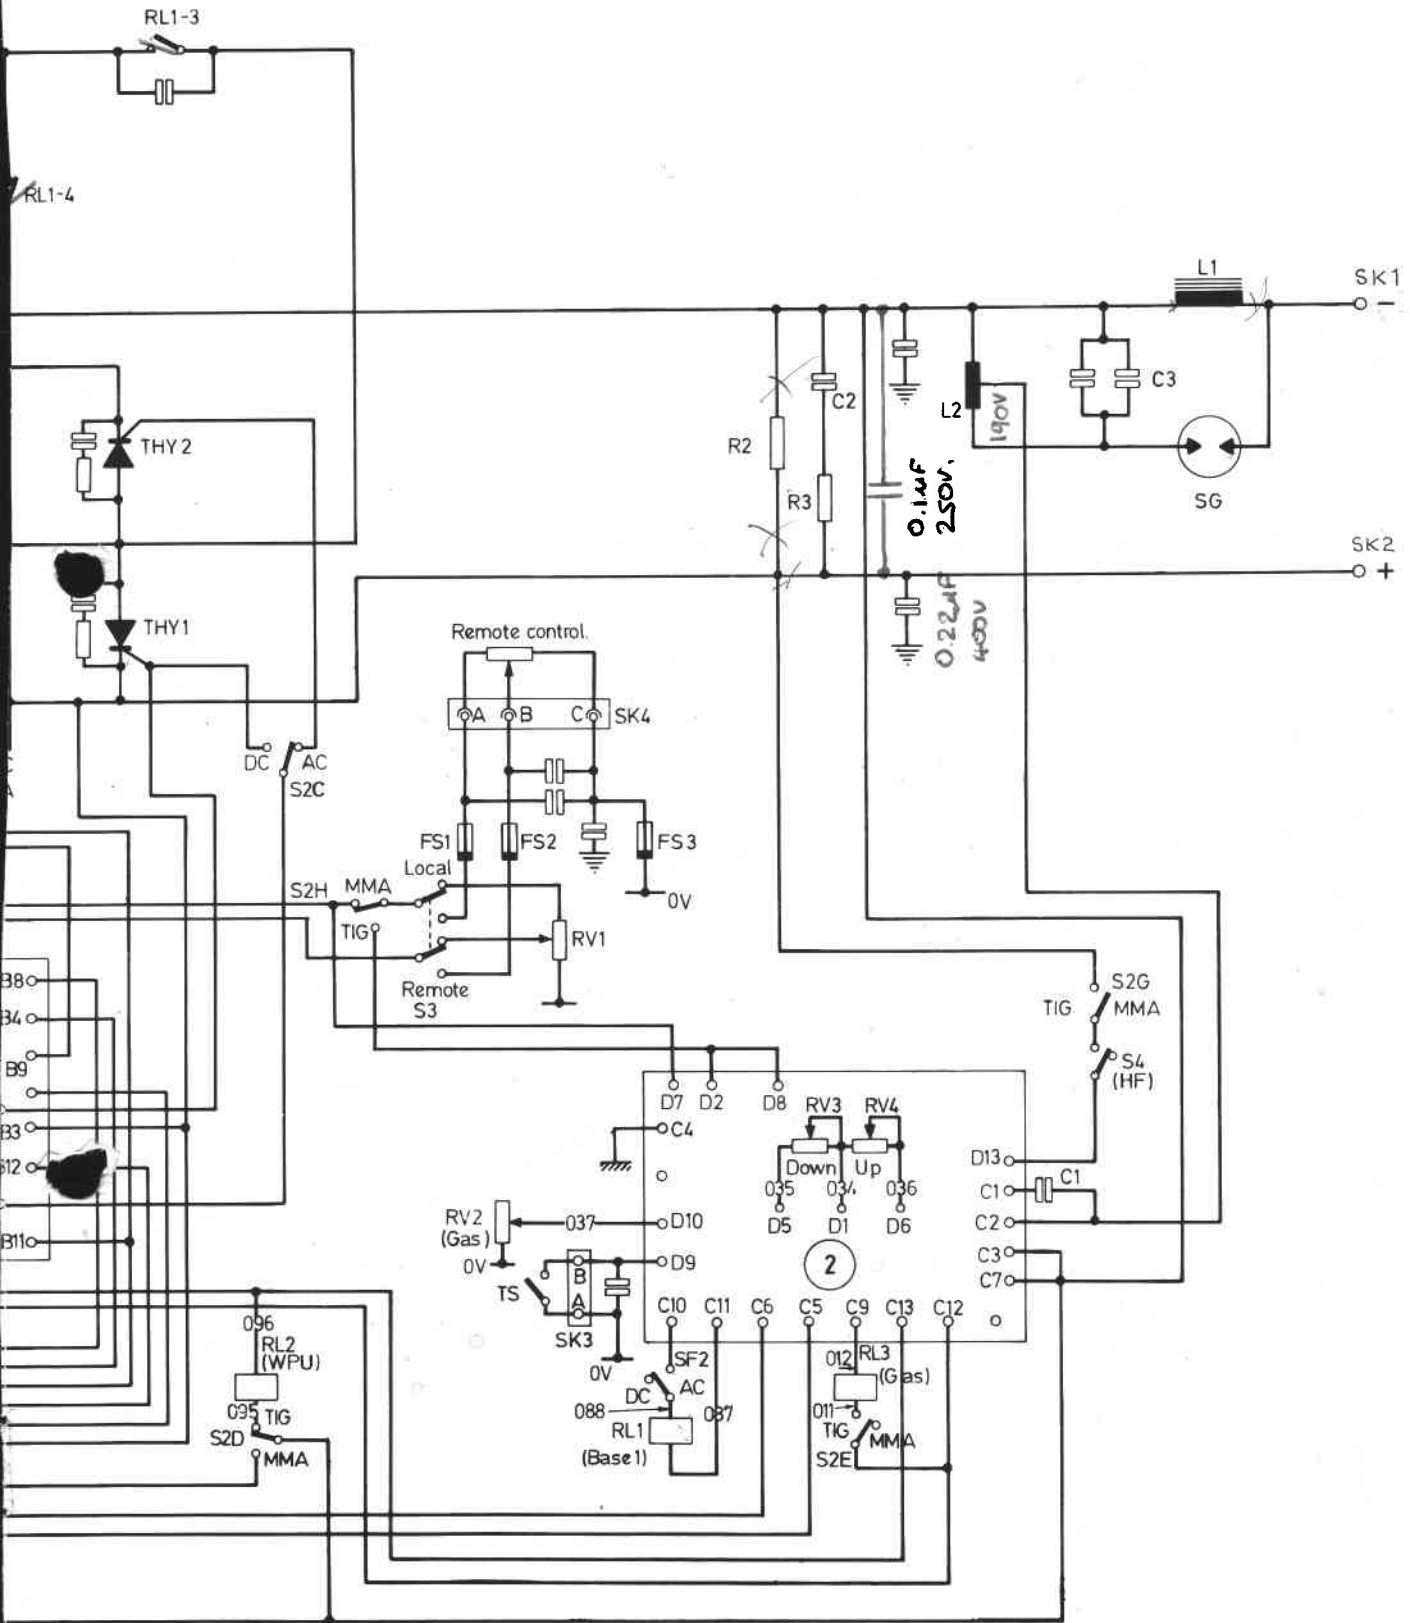 RL1-3
RL1-4
L1
SK1
−
THY 2
R2
C2
R3
L2
190V
C3
SG
0.1µF
250V.
SK2
+
THY1
0.22µF
400V
Remote control.
A
B
C
SK4
DC
AC
S2C
FS1
FS2
FS3
0V
Local
S2H
MMA
TIG
RV1
Remote
S3
S2G
TIG
MMA
S4
(HF)
B8
B4
B9
B3
B12
B11
D7
D2
D8
C4
RV3
RV4
Down
Up
035
034
036
D5
D1
D6
D13
C1
C1
C2
C3
C7
RV2
(Gas)
037
D10
0V
D9
2
TS
B
A
SK3
0V
C10
C11
C6
C5
C9
C13
C12
096
RL2
(WPU)
095
TIG
S2D
MMA
SF2
DC
AC
088
087
RL1
(Base1)
012
RL3
(Gas)
011
TIG
MMA
S2E